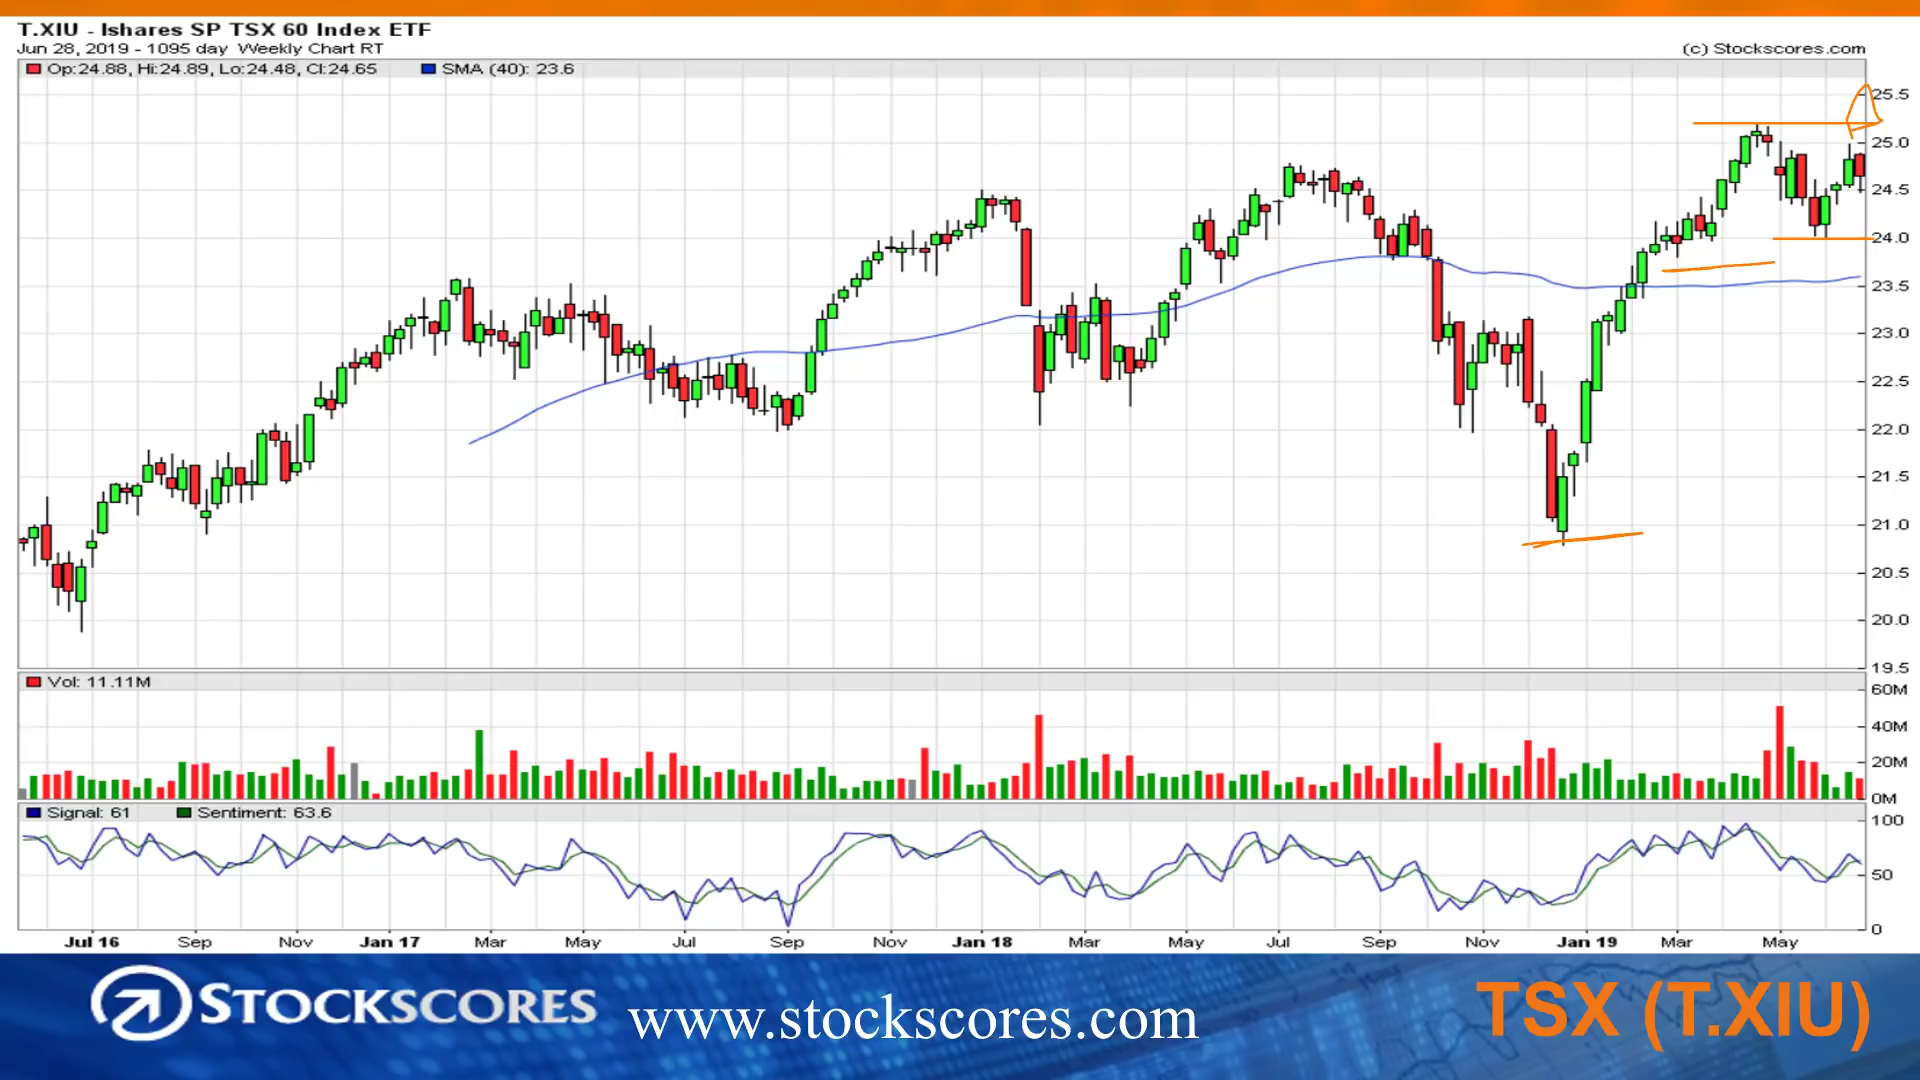 T.XIU - Ishares SP TSX 60 Index ETF
Jun 28, 2019 - 1095 day  Weekly Chart RT
(c) Stockscores.com
Op:24.88, Hi:24.89, Lo:24.48, Cl:24.65
SMA (40): 23.6
25.5
25.0
24.5
24.0
23.5
23.0
22.5
22.0
21.5
21.0
20.5
20.0
19.5
Vol: 11.11M
60M
40M
20M
0M
Signal: 61
Sentiment: 63.6
100
50
0
Jul 16 Sep Nov Jan 17 Mar May Jul Sep Nov Jan 18 Mar May Jul Sep Nov Jan 19 Mar May
STOCKSCORES
www.stockscores.com
TSX (T.XIU)